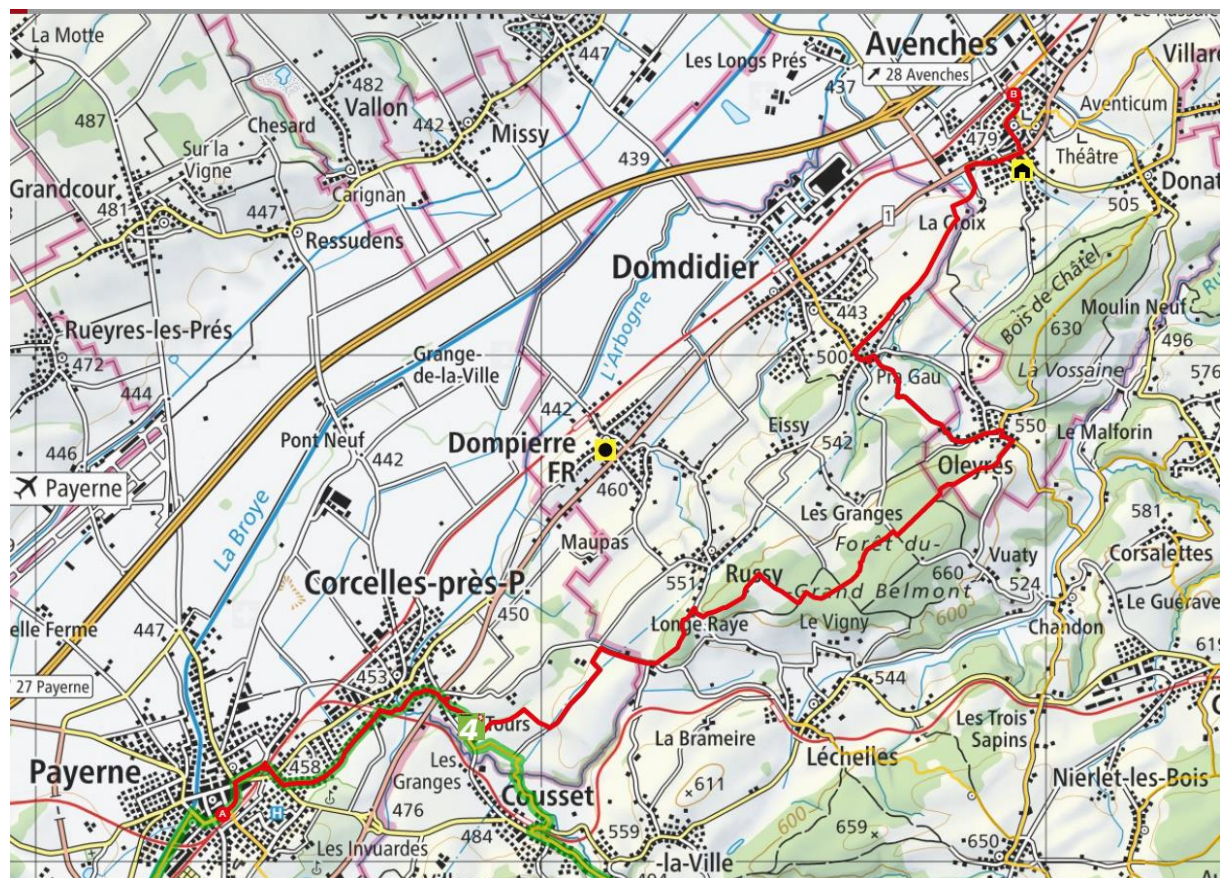 La Motte
St-Aubin FR
447
Avenches
Le Russalet
Les Longs Prés
28 Avenches
Villars
482
Vallon
437
487
Chesard
442
Missy
Aventicum
Sur la
Vigne
479
Théâtre
439
Grandcour
Carignan
Donat
481
447
505
Ressudens
1
La Croix
Domdidier
L'Arbogne
Bois de Châtel
Moulin Neuf
Rueyres-les-Prés
443
630
496
Grange-
de-la-Ville
500
472
Pra Gau
La Vossaine
576
444
442
Eissy
550
Pont Neuf
Dompierre
FR
542
Le Malforin
446
442
Oleyres
Payerne
460
La Broye
Les Granges
581
Maupas
Forêt du-
Grand Belmont
Vuaty
Corsalettes
551
Russy
660
524
Corcelles-près-P
450
600
Le Guérave
elle Ferme
447
Longe Raye
Le Vigny
Chandon
619
27 Payerne
453
544
4
Tours
Les Trois
Sapins
La Brameire
458
Les
Granges
Léchelles
Payerne
Nierlet-les-Bois
Cousset
611
A
H
476
B
600
Les Invuardes
484
559
659
650
-la-Ville
494